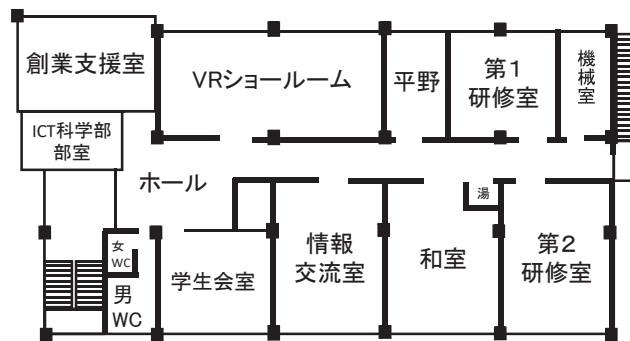 創業支援室
VRショールーム
平野
第1
研修室
機械室
ICT科学部
部室
ホール
湯
女
WC
男
WC
学生会室
情報
交流室
和室
第2
研修室